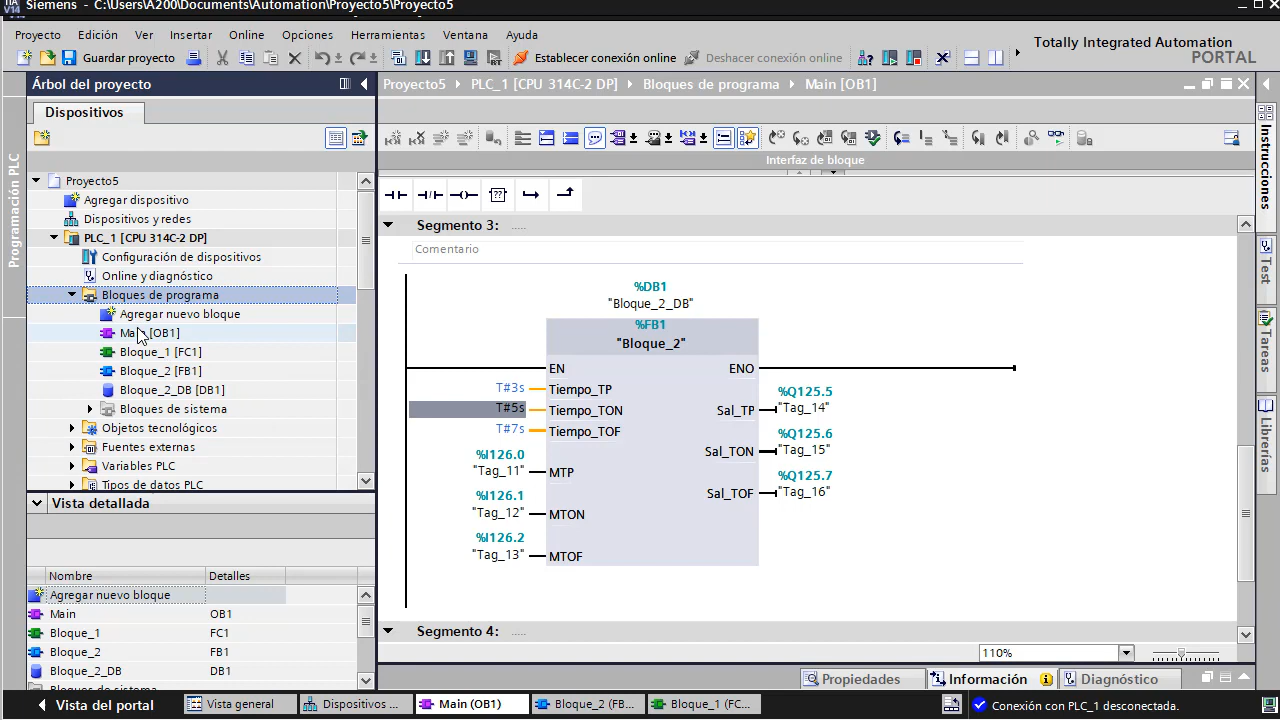 Siemens - C:\Users\A200\Documents\Automation\Proyecto5\Proyecto5
Proyecto Edición Ver Insertar Online Opciones Herramientas Ventana Ayuda
Guardar proyecto Establecer conexión online Deshacer conexión online
Totally Integrated Automation
PORTAL
Árbol del proyecto
Dispositivos
Programación PLC
Proyecto5
Agregar dispositivo
Dispositivos y redes
PLC_1 [CPU 314C-2 DP]
Configuración de dispositivos
Online y diagnóstico
Bloques de programa
Agregar nuevo bloque
Main [OB1]
Bloque_1 [FC1]
Bloque_2 [FB1]
Bloque_2_DB [DB1]
Bloques de sistema
Objetos tecnológicos
Fuentes externas
Variables PLC
Tipos de datos PLC
Vista detallada
Nombre Detalles
Agregar nuevo bloque
Main OB1
Bloque_1 FC1
Bloque_2 FB1
Bloque_2_DB DB1
Bloques de sistema
Proyecto5 PLC_1 [CPU 314C-2 DP] Bloques de programa Main [OB1]
Interfaz de bloque
Segmento 3: .....
Comentario
%DB1
"Bloque_2_DB"
%FB1
"Bloque_2"
EN ENO
T#3s Tiempo_TP
T#5s Tiempo_TON
T#7s Tiempo_TOF
%I126.0
"Tag_11" MTP
%I126.1
"Tag_12" MTON
%I126.2
"Tag_13" MTOF
%Q125.5
Sal_TP "Tag_14"
%Q125.6
Sal_TON "Tag_15"
%Q125.7
Sal_TOF "Tag_16"
Segmento 4: .....
110%
Propiedades Información Diagnóstico
Instrucciones
Test
Tareas
Librerías
Vista del portal Vista general Dispositivos ... Main (OB1) Bloque_2 (FB... Bloque_1 (FC...
Conexión con PLC_1 desconectada.